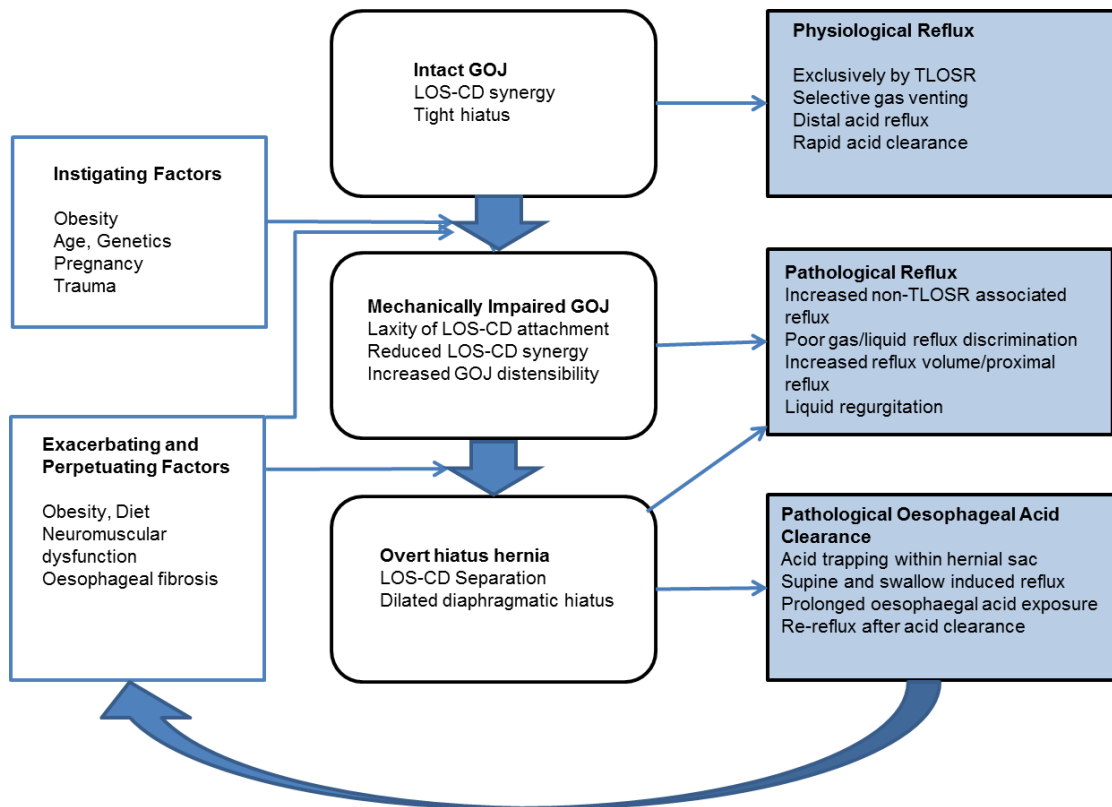 Intact GOJ
LOS-CD synergy
Tight hiatus
Physiological Reflux
Exclusively by TLOSR
Selective gas venting
Distal acid reflux
Rapid acid clearance
Instigating Factors
Obesity
Age, Genetics
Pregnancy
Trauma
Mechanically Impaired GOJ
Laxity of LOS-CD attachment
Reduced LOS-CD synergy
Increased GOJ distensibility
Pathological Reflux
Increased non-TLOSR associated
reflux
Poor gas/liquid reflux discrimination
Increased reflux volume/proximal
reflux
Liquid regurgitation
Exacerbating and
Perpetuating Factors
Obesity, Diet
Neuromuscular
dysfunction
Oesophageal fibrosis
Overt hiatus hernia
LOS-CD Separation
Dilated diaphragmatic hiatus
Pathological Oesophageal Acid
Clearance
Acid trapping within hernial sac
Supine and swallow induced reflux
Prolonged oesophaegal acid exposure
Re-reflux after acid clearance